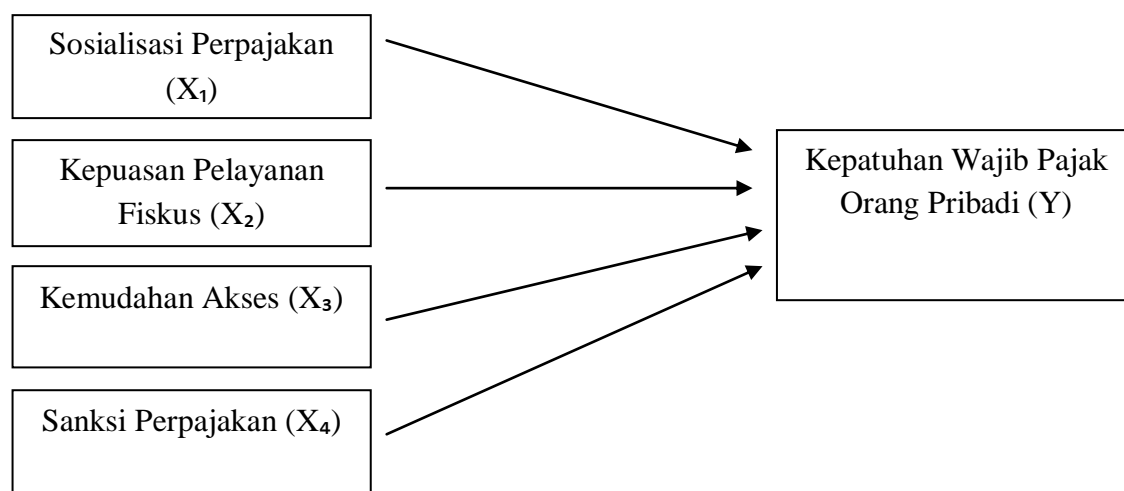 Sosialisasi Perpajakan
(X₁)
Kepuasan Pelayanan
Fiskus (X₂)
Kemudahan Akses (X₃)
Sanksi Perpajakan (X₄)
Kepatuhan Wajib Pajak
Orang Pribadi (Y)